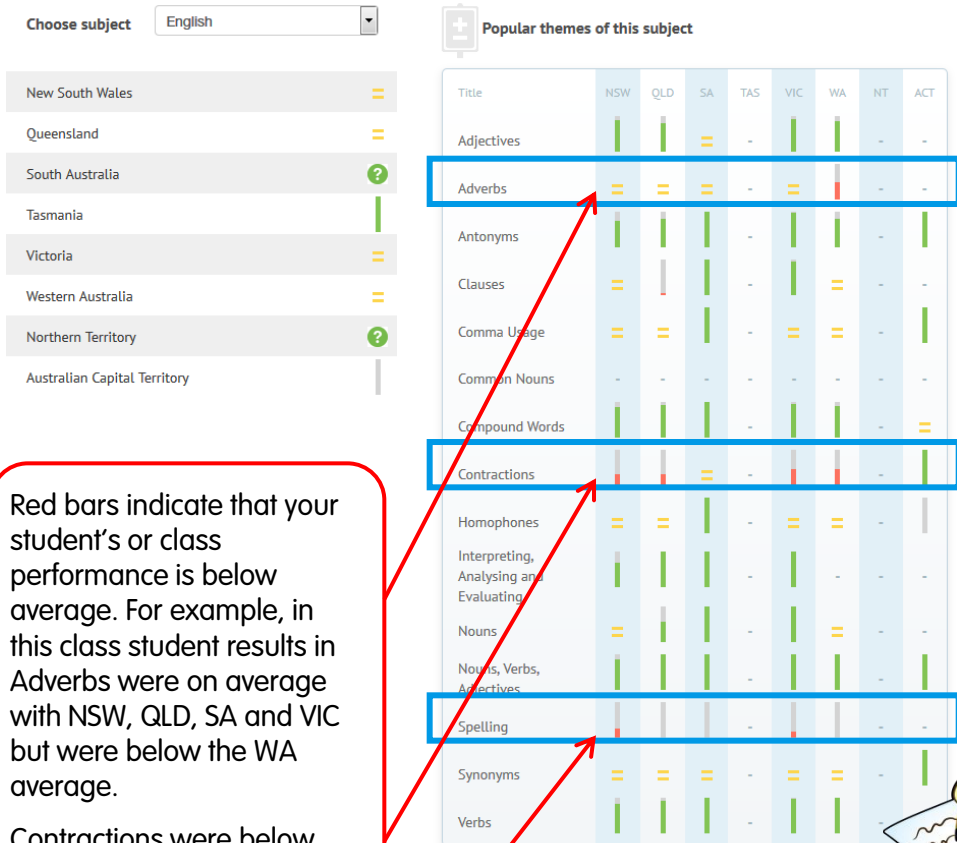 Choose subject English
New South Wales =
Queensland =
South Australia ?
Tasmania
Victoria =
Western Australia =
Northern Territory ?
Australian Capital Territory
Popular themes of this subject
Title NSW QLD SA TAS VIC WA NT ACT
Adjectives = - - -
Adverbs = = = - = - -
Antonyms - -
Clauses = - = - -
Comma Usage = = - = = -
Common Nouns - - - - - - - -
Compound Words - - =
Contractions = - -
Homophones = = - = = -
Interpreting,
Analysing and
Evaluating - - - -
Nouns = - = - -
Nouns, Verbs,
Adjectives - -
Spelling - - -
Synonyms = = = - = = -
Verbs - - -
Red bars indicate that your
student's or class
performance is below
average. For example, in
this class student results in
Adverbs were on average
with NSW, QLD, SA and VIC
but were below the WA
average.
Contractions were below